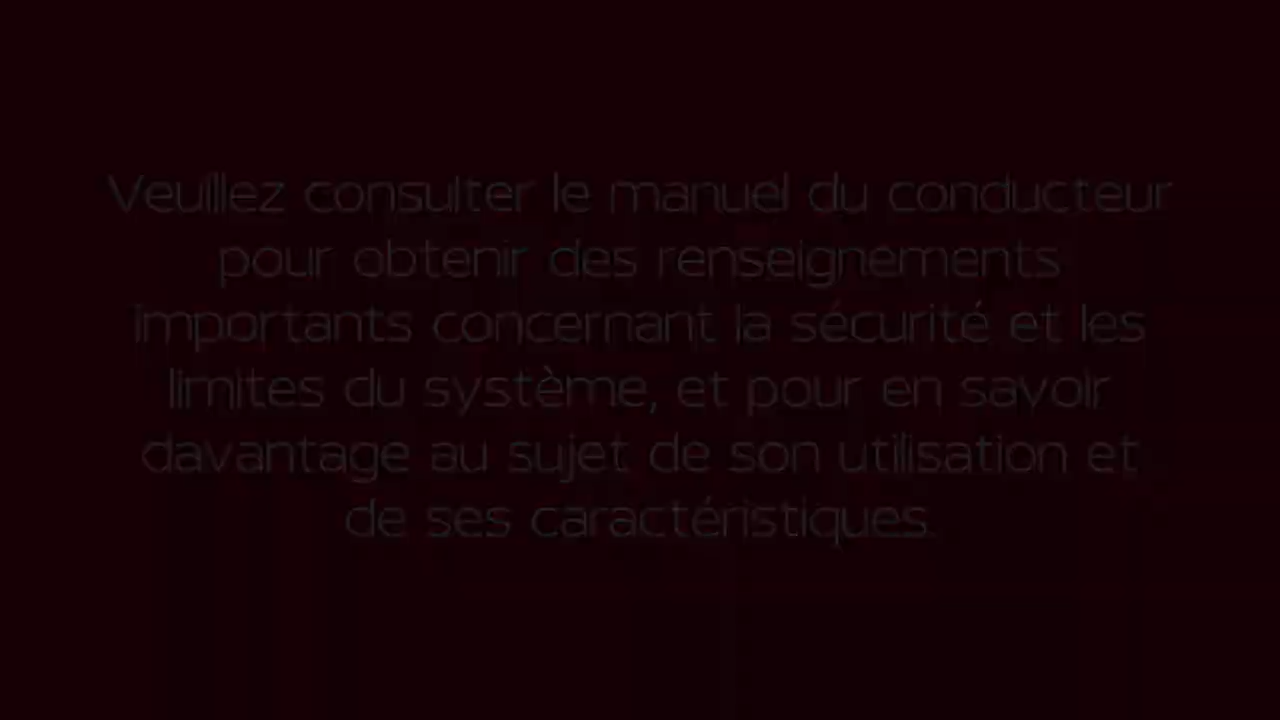 Veuillez consulter le manuel du conducteur
pour obtenir des renseignements
importants concernant la sécurité et les
limites du système, et pour en savoir
davantage au sujet de son utilisation et
de ses caractéristiques.